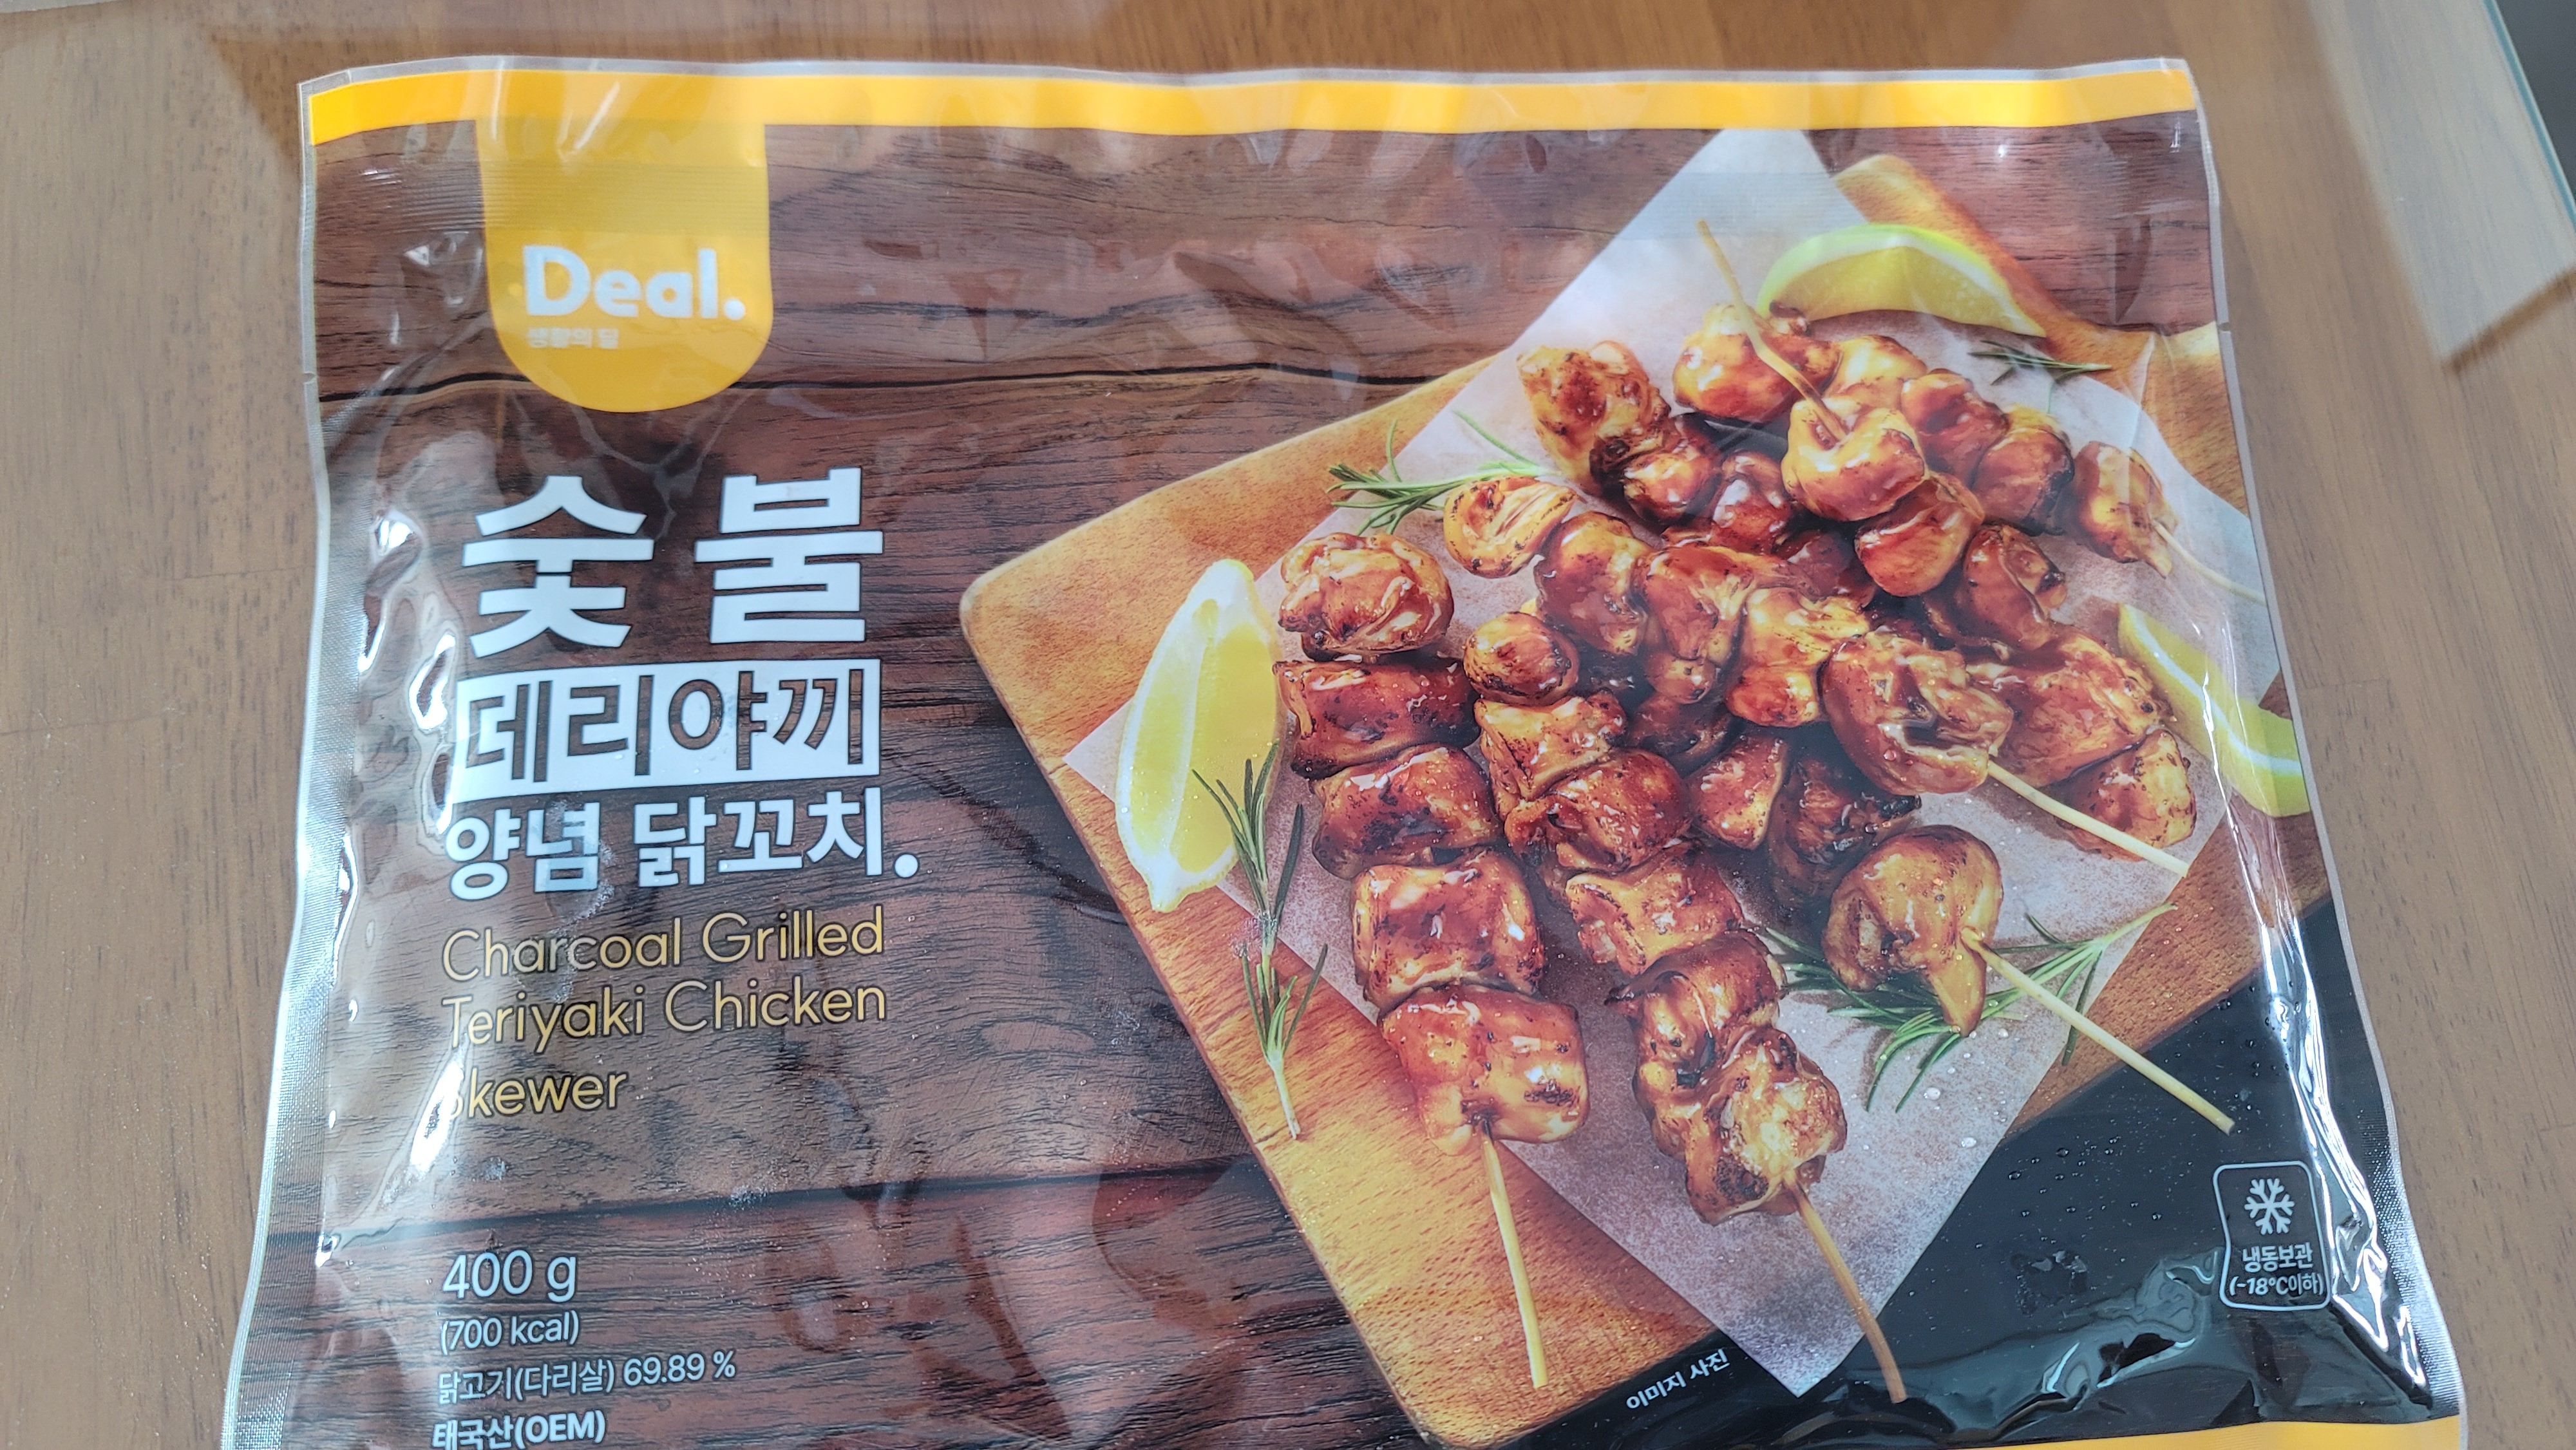 Deal.
생활의 딜
숯불
데리야끼
양념 닭꼬치.
Charcoal Grilled
Teriyaki Chicken
Skewer
400 g
(700 kcal)
닭고기(다리살) 69.89 %
태국산(OEM)
이미지 사진
냉동보관
(-18℃이하)